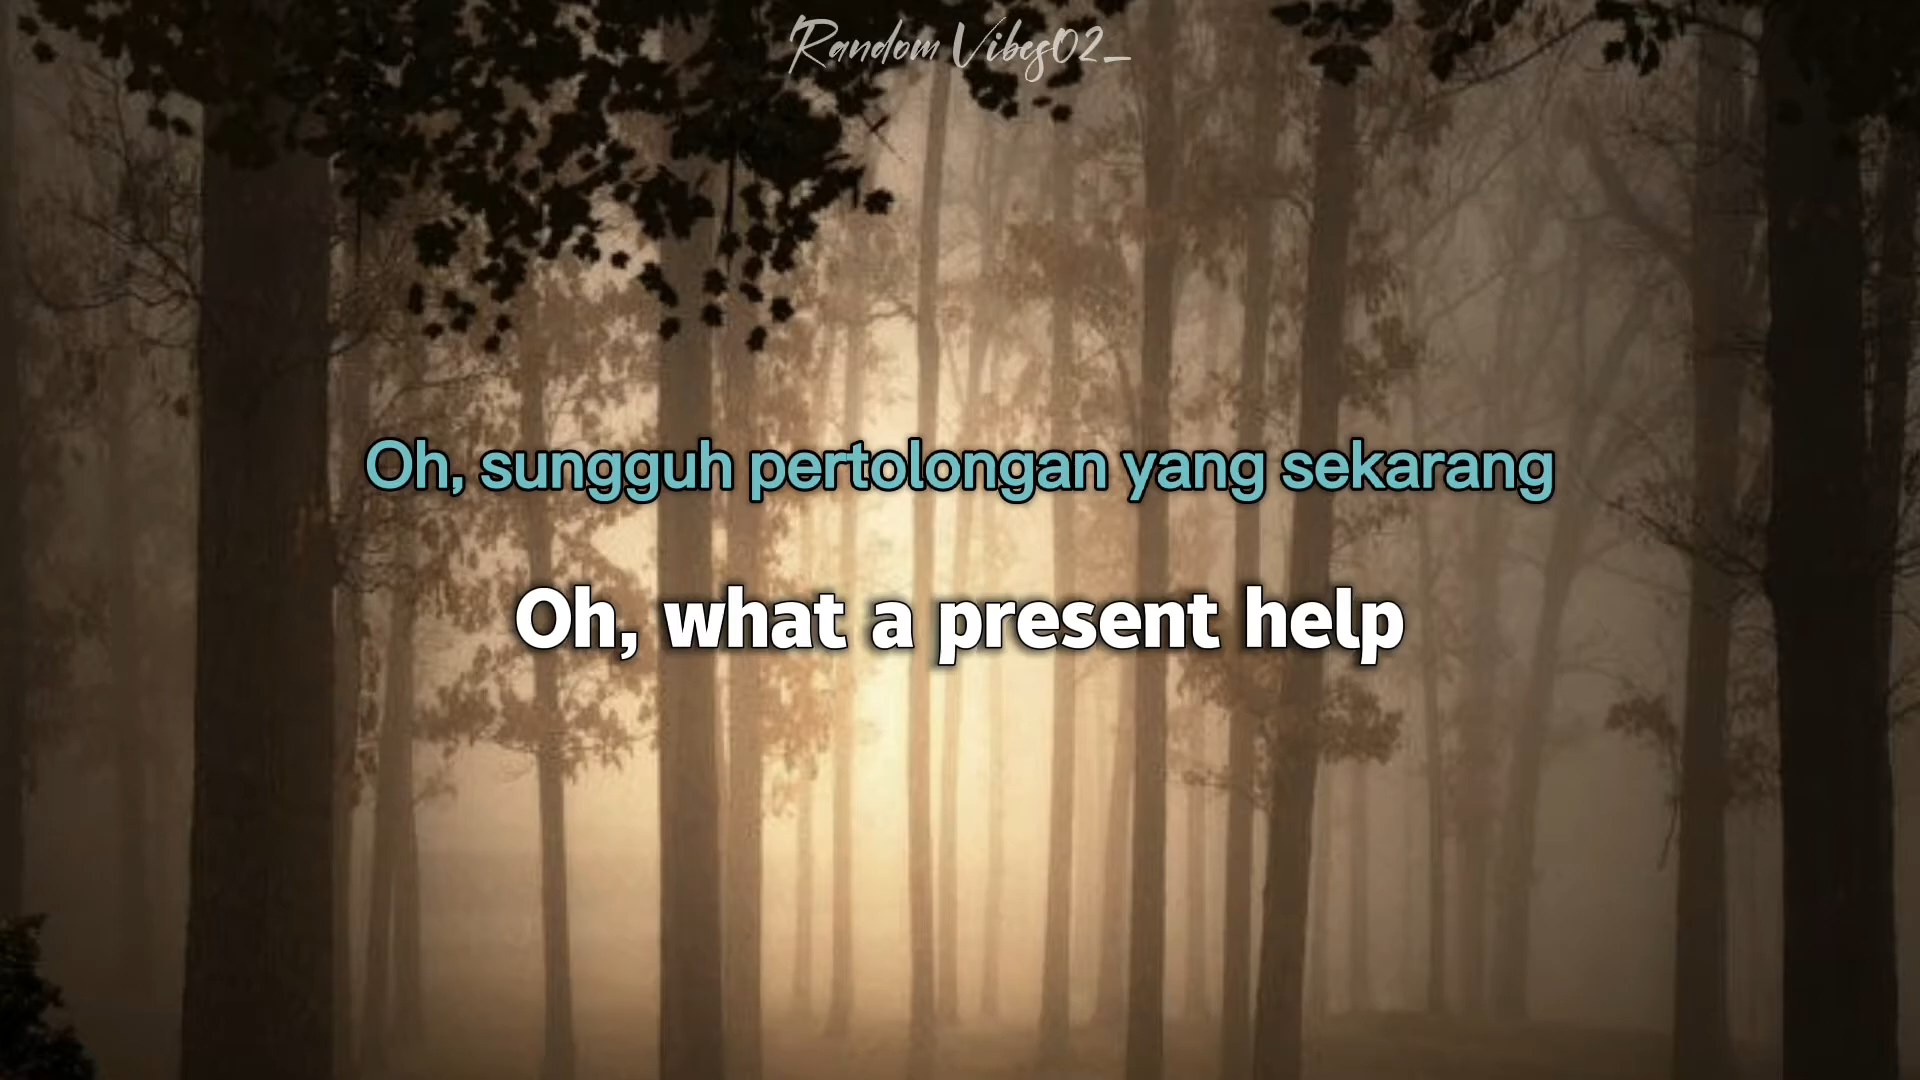 Random Vibes02_
Oh, sungguh pertolongan yang sekarang
Oh, what a present help